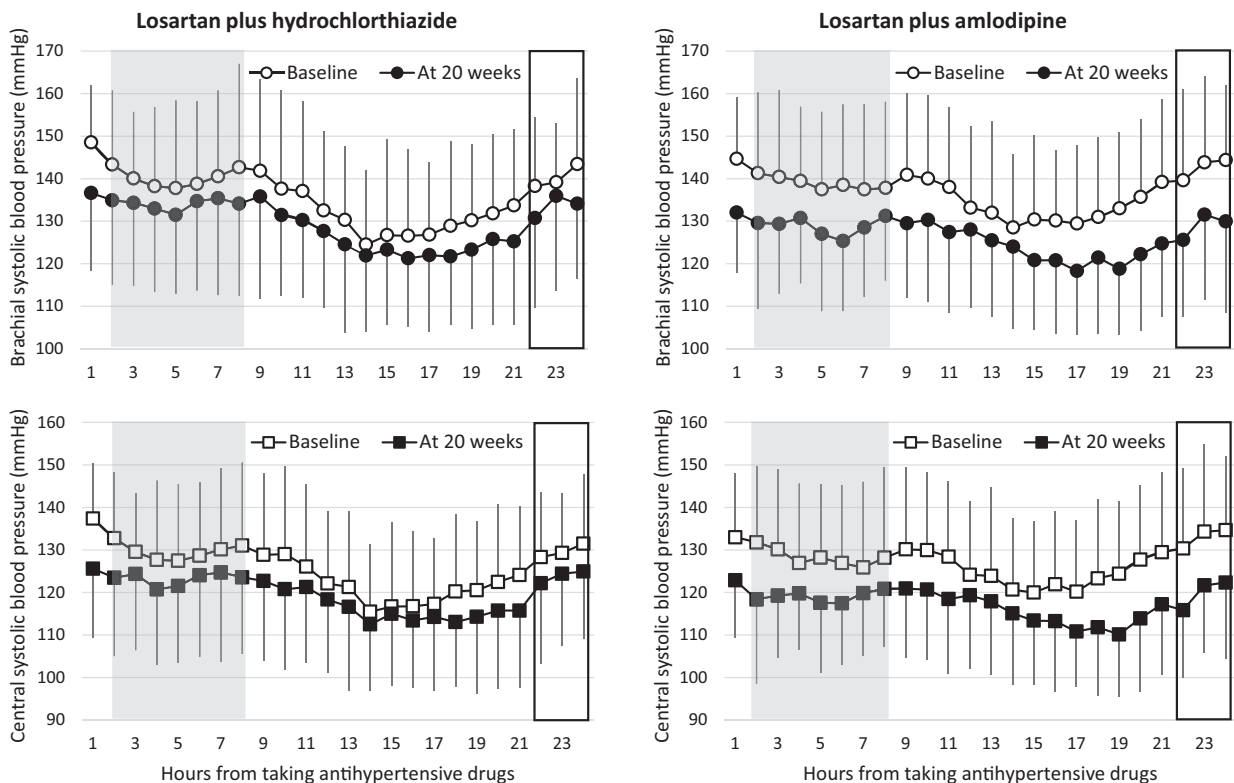 Losartan plus hydrochlorthiazide
Brachial systolic blood pressure (mmHg)
170
160
150
140
130
120
110
100
Baseline At 20 weeks
1 3 5 7 9 11 13 15 17 19 21 23
Losartan plus amlodipine
Brachial systolic blood pressure (mmHg)
170
160
150
140
130
120
110
100
Baseline At 20 weeks
1 3 5 7 9 11 13 15 17 19 21 23
Central systolic blood pressure (mmHg)
160
150
140
130
120
110
100
90
Baseline At 20 weeks
1 3 5 7 9 11 13 15 17 19 21 23
Hours from taking antihypertensive drugs
Central systolic blood pressure (mmHg)
160
150
140
130
120
110
100
90
Baseline At 20 weeks
1 3 5 7 9 11 13 15 17 19 21 23
Hours from taking antihypertensive drugs